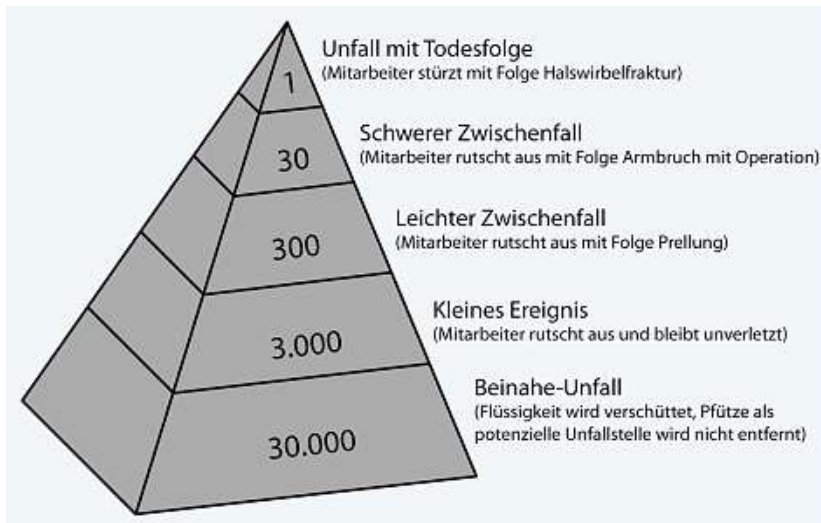 1
Unfall mit Todesfolge
(Mitarbeiter stürzt mit Folge Halswirbelfraktur)
30
Schwerer Zwischenfall
(Mitarbeiter rutscht aus mit Folge Armbruch mit Operation)
300
Leichter Zwischenfall
(Mitarbeiter rutscht aus mit Folge Prellung)
3.000
Kleines Ereignis
(Mitarbeiter rutscht aus und bleibt unverletzt)
30.000
Beinahe-Unfall
(Flüssigkeit wird verschüttet, Pfütze als
potenzielle Unfallstelle wird nicht entfernt)